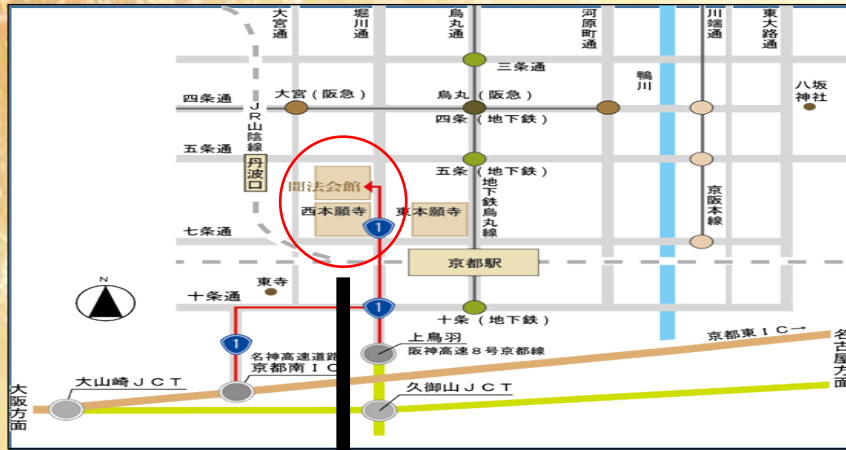 大宮通
堀川通
烏丸通
河原町通
川端通
東大路通
三条通
鴨川
八坂
神社
四条通
大宮（阪急）
烏丸（阪急）
四条（地下鉄）
JR山陰線
五条通
丹波口
五条（地下鉄）
聞法会館
地下鉄烏丸線
京阪本線
西本願寺
東本願寺
1
七条通
京都駅
N
東寺
十条通
1
十条（地下鉄）
1
上鳥羽
阪神高速８号京都線
京都東ＩＣ→
名古屋方面
名神高速道路
京都南ＩＣ
大山崎ＪＣＴ
久御山ＪＣＴ
大阪方面